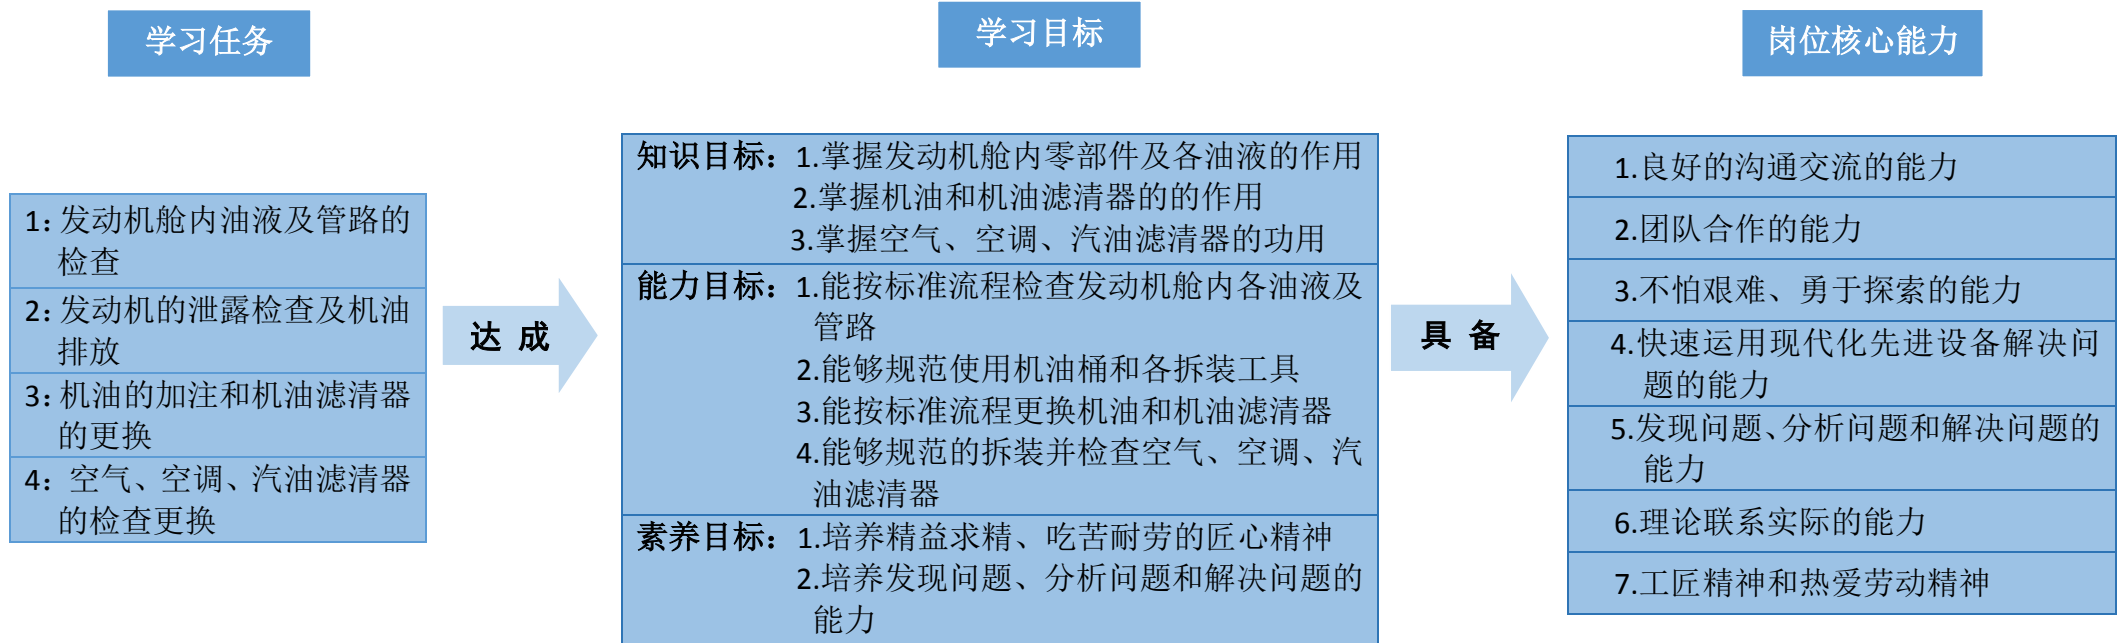 学习任务
学习目标
岗位核心能力
1：发动机舱内油液及管路的
检查
2：发动机的泄露检查及机油
排放
3：机油的加注和机油滤清器
的更换
4：空气、空调、汽油滤清器
的检查更换
达 成
知识目标：1.掌握发动机舱内零部件及各油液的作用
2.掌握机油和机油滤清器的的作用
3.掌握空气、空调、汽油滤清器的功用
能力目标：1.能按标准流程检查发动机舱内各油液及
管路
2.能够规范使用机油桶和各拆装工具
3.能按标准流程更换机油和机油滤清器
4.能够规范的拆装并检查空气、空调、汽
油滤清器
素养目标：1.培养精益求精、吃苦耐劳的匠心精神
2.培养发现问题、分析问题和解决问题的
能力
具 备
1.良好的沟通交流的能力
2.团队合作的能力
3.不怕艰难、勇于探索的能力
4.快速运用现代化先进设备解决问
题的能力
5.发现问题、分析问题和解决问题的
能力
6.理论联系实际的能力
7.工匠精神和热爱劳动精神